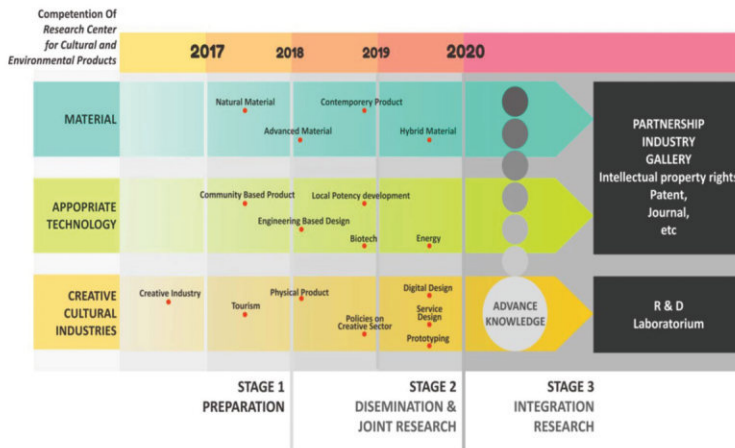 Competention Of
Research Center
for Cultural and
Environmental Products
2017
2018
2019
2020
MATERIAL
Natural Material
Contemporery Product
Advanced Material
Hybrid Material
APPOPRIATE
TECHNOLOGY
Community Based Product
Local Potency development
Engineering Based Design
Biotech
Energy
CREATIVE
CULTURAL
INDUSTRIES
Creative Industry
Tourism
Physical Product
Policies on
Creative Sector
Digital Design
Service
Design
Prototyping
ADVANCE
KNOWLEDGE
PARTNERSHIP
INDUSTRY
GALLERY
Intellectual property rights
Patent,
Journal,
etc
R & D
Laboratorium
STAGE 1
PREPARATION
STAGE 2
DISEMINATION &
JOINT RESEARCH
STAGE 3
INTEGRATION
RESEARCH